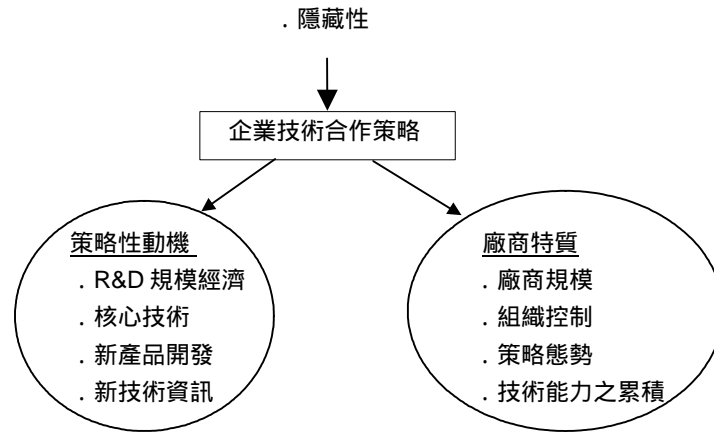 ．隱藏性
企業技術合作策略
策略性動機
．R&D 規模經濟
．核心技術
．新產品開發
．新技術資訊
廠商特質
．廠商規模
．組織控制
．策略態勢
．技術能力之累積